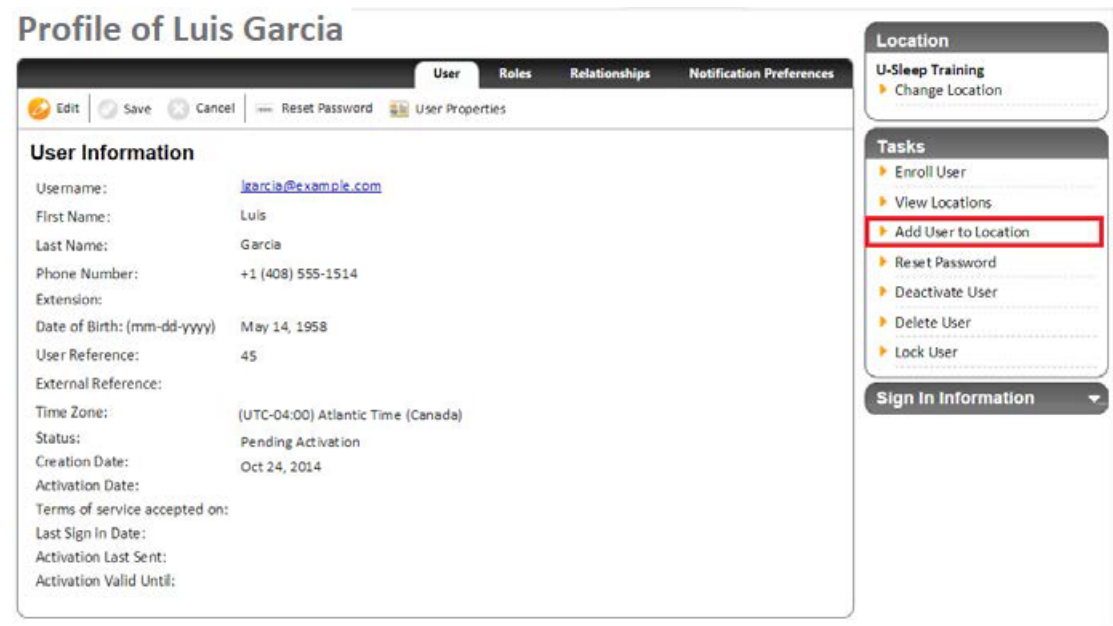 Profile of Luis Garcia
User Roles Relationships Notification Preferences
Edit Save Cancel Reset Password User Properties
User Information
Username: lgarcia@example.com
First Name: Luis
Last Name: Garcia
Phone Number: +1 (408) 555-1514
Extension:
Date of Birth: (mm-dd-yyyy) May 14, 1958
User Reference: 45
External Reference:
Time Zone: (UTC-04:00) Atlantic Time (Canada)
Status: Pending Activation
Creation Date: Oct 24, 2014
Activation Date:
Terms of service accepted on:
Last Sign In Date:
Activation Last Sent:
Activation Valid Until:
Location
U-Sleep Training
Change Location
Tasks
Enroll User
View Locations
Add User to Location
Reset Password
Deactivate User
Delete User
Lock User
Sign In Information